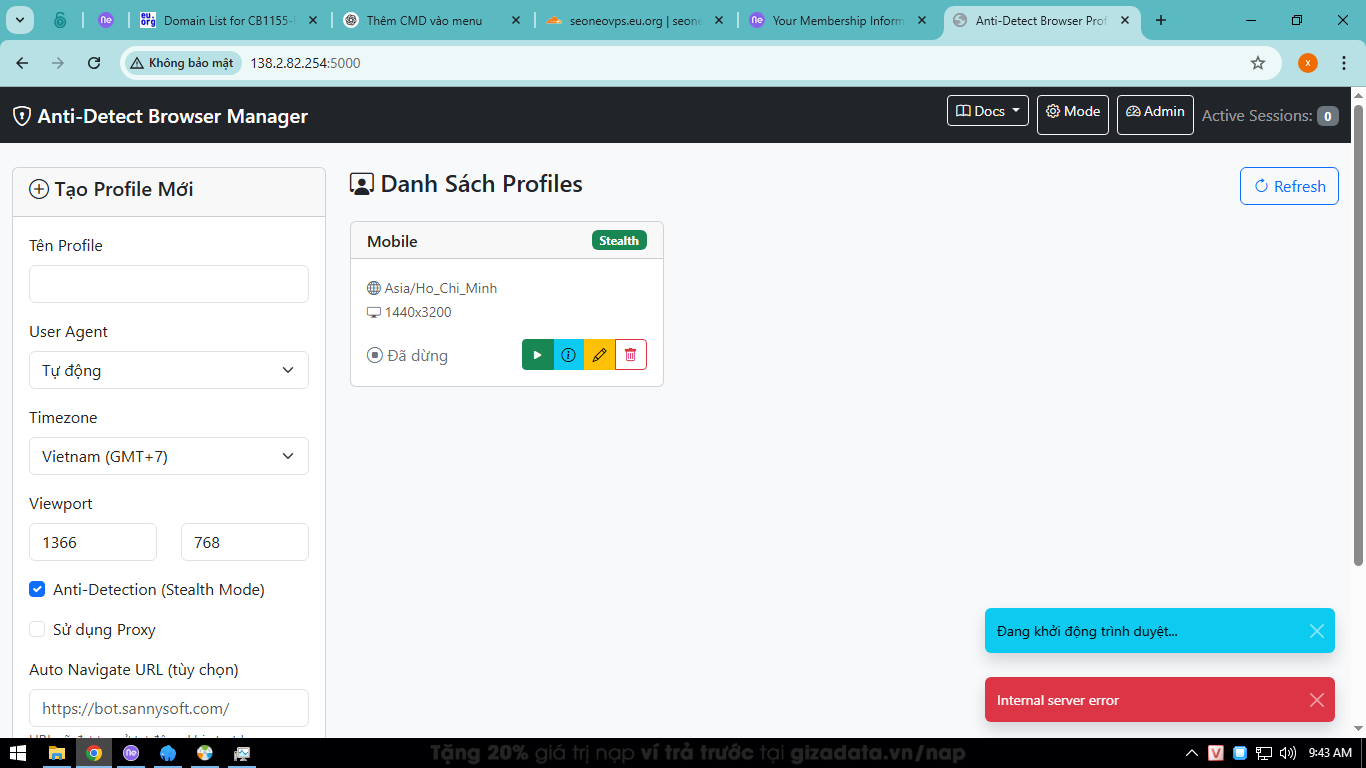 Domain List for CB1155-
Thêm CMD vào menu
seoneovps.eu.org | seone
Your Membership Inform
Anti-Detect Browser Prof
Không bảo mật
138.2.82.254:5000
x
Anti-Detect Browser Manager
Docs
Mode
Admin
Active Sessions: 0
Tạo Profile Mới
Tên Profile
User Agent
Tự động
Timezone
Vietnam (GMT+7)
Viewport
1366
768
Anti-Detection (Stealth Mode)
Sử dụng Proxy
Auto Navigate URL (tùy chọn)
https://bot.sannysoft.com/
Danh Sách Profiles
Refresh
Mobile
Stealth
Asia/Ho_Chi_Minh
1440x3200
Đã dừng
Đang khởi động trình duyệt...
Internal server error
Tặng 20% giá trị nạp ví trả trước tại gizadata.vn/nap
9:43 AM